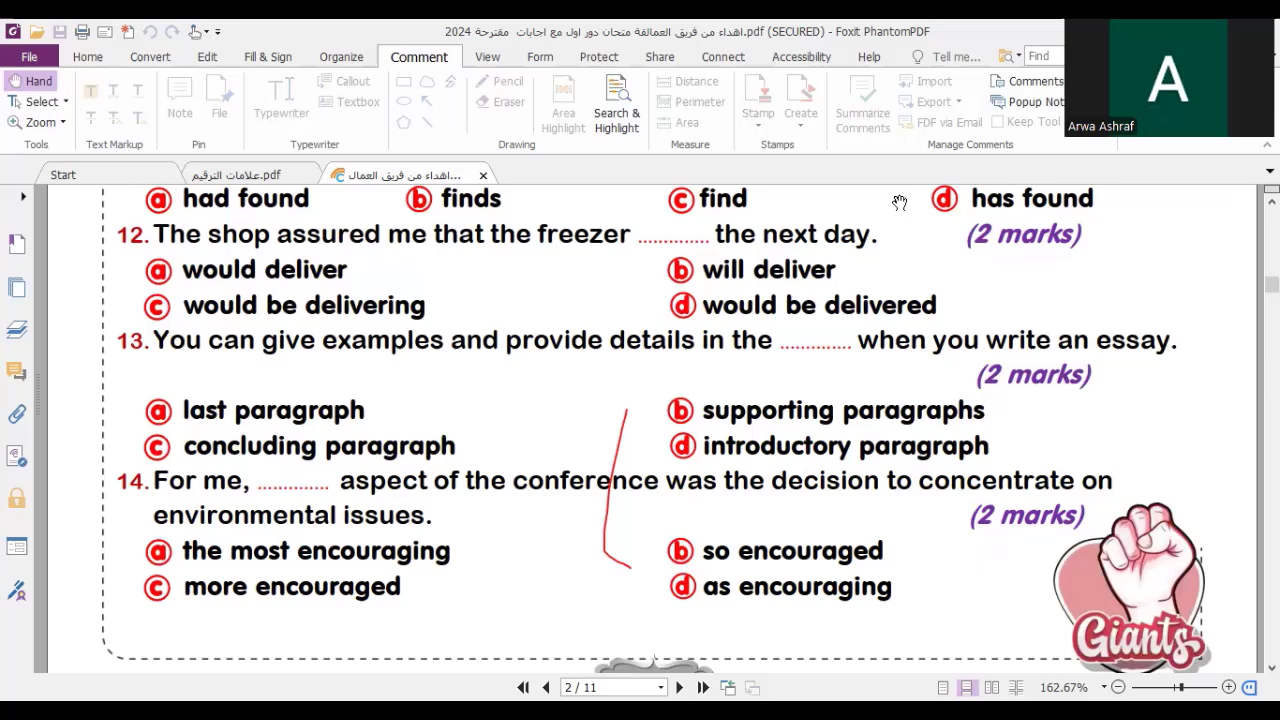 اهداء من فريق العمالقة متحان دور اول مع اجابات مقترحة 2024.pdf (SECURED) - Foxit PhantomPDF
File Home Convert Edit Fill & Sign Organize Comment View Form Protect Share Connect Accessibility Help Tell me... Find
Hand
Select
Zoom
Tools
T T T
T T T
Text Markup
Note File
Pin
Typewriter
Callout
Textbox
Typewriter
Pencil
Eraser
Area Highlight
Search & Highlight
Drawing
Distance
Perimeter
Area
Measure
Stamp Create
Stamps
Summarize Comments
Import
Export
FDF via Email
Comments
Popup Not
Keep Tool
Manage Comments
A
Arwa Ashraf
Start علامات الترقيم.pdf اهداء من فريق العمال...
a had found b finds c find d has found
12. The shop assured me that the freezer .............. the next day. (2 marks)
a would deliver b will deliver
c would be delivering d would be delivered
13. You can give examples and provide details in the .............. when you write an essay.
(2 marks)
a last paragraph b supporting paragraphs
c concluding paragraph d introductory paragraph
14. For me, .............. aspect of the conference was the decision to concentrate on
environmental issues. (2 marks)
a the most encouraging b so encouraged
c more encouraged d as encouraging
Giants
2 / 11
162.67%